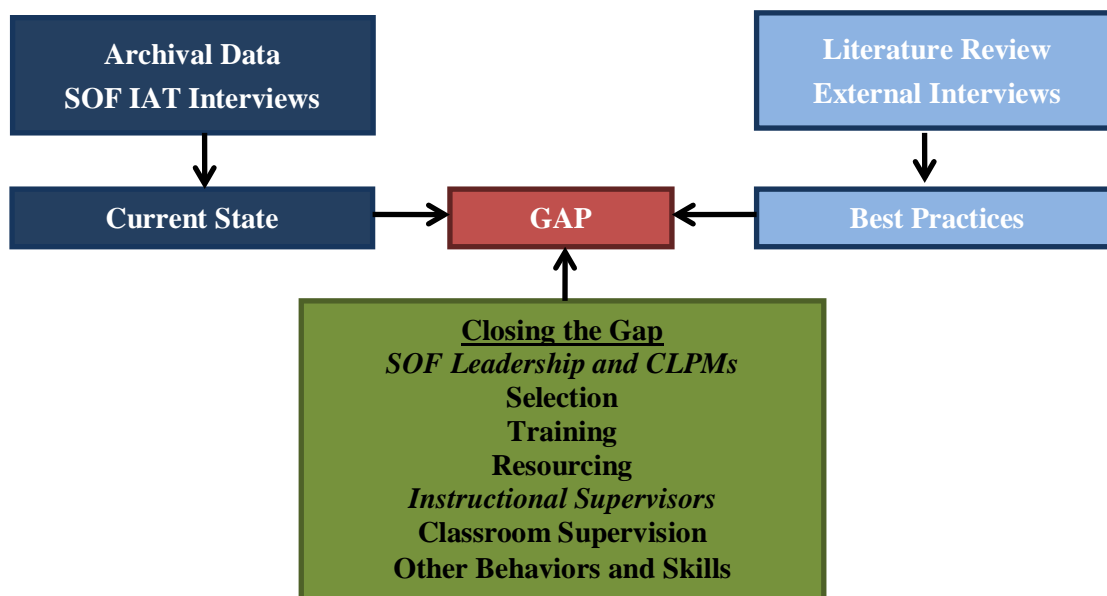 Archival Data
SOF IAT Interviews
Literature Review
External Interviews
Current State
GAP
Best Practices
Closing the Gap
SOF Leadership and CLPMs
Selection
Training
Resourcing
Instructional Supervisors
Classroom Supervision
Other Behaviors and Skills